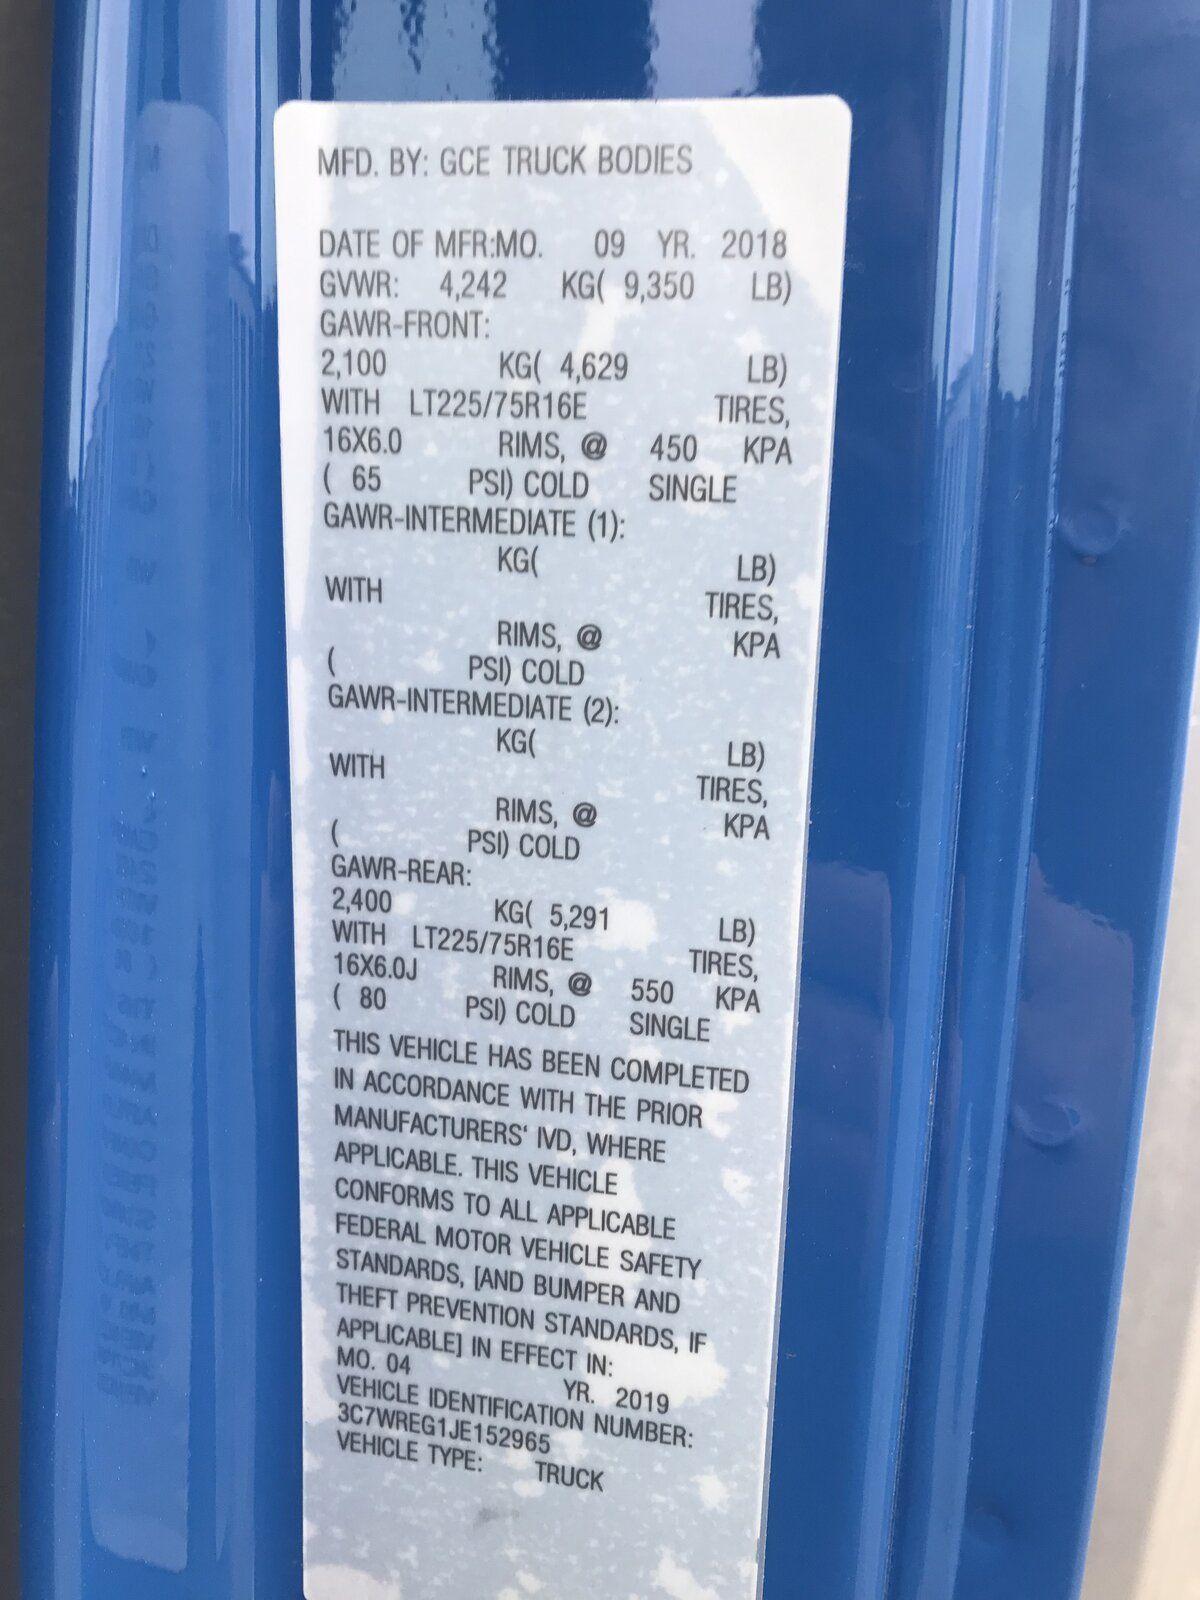 MFD. BY: GCE TRUCK BODIES
DATE OF MFR:MO. 09 YR. 2018
GVWR: 4,242 KG( 9,350 LB)
GAWR-FRONT:
2,100 KG( 4,629 LB)
WITH LT225/75R16E TIRES,
16X6.0 RIMS, @ 450 KPA
( 65 PSI) COLD SINGLE
GAWR-INTERMEDIATE (1):
KG( LB)
WITH TIRES,
RIMS, @ KPA
( PSI) COLD
GAWR-INTERMEDIATE (2):
KG( LB)
WITH TIRES,
RIMS, @ KPA
( PSI) COLD
GAWR-REAR:
2,400 KG( 5,291 LB)
WITH LT225/75R16E TIRES,
16X6.0J RIMS, @ 550 KPA
( 80 PSI) COLD SINGLE
THIS VEHICLE HAS BEEN COMPLETED
IN ACCORDANCE WITH THE PRIOR
MANUFACTURERS' IVD, WHERE
APPLICABLE. THIS VEHICLE
CONFORMS TO ALL APPLICABLE
FEDERAL MOTOR VEHICLE SAFETY
STANDARDS, [AND BUMPER AND
THEFT PREVENTION STANDARDS, IF
APPLICABLE] IN EFFECT IN:
MO. 04 YR. 2019
VEHICLE IDENTIFICATION NUMBER:
3C7WREG1JE152965
VEHICLE TYPE: TRUCK